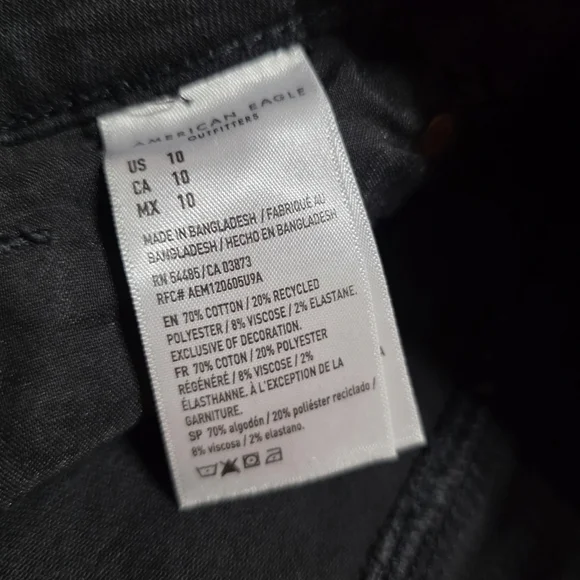 AMERICAN EAGLE
OUTFITTERS
US 10
CA 10
MX 10
MADE IN BANGLADESH / FABRIQUÉ AU
BANGLADESH / HECHO EN BANGLADESH
RN 54485 / CA 03873
RFC# AEM120605U9A
EN 70% COTTON / 20% RECYCLED
POLYESTER / 8% VISCOSE / 2% ELASTANE.
EXCLUSIVE OF DECORATION.
FR 70% COTON / 20% POLYESTER
RÉGÉNÉRÉ / 8% VISCOSE / 2%
ÉLASTHANNE. À L'EXCEPTION DE LA
GARNITURE.
SP 70% algodón / 20% poliéster reciclado /
8% viscosa / 2% elastano.